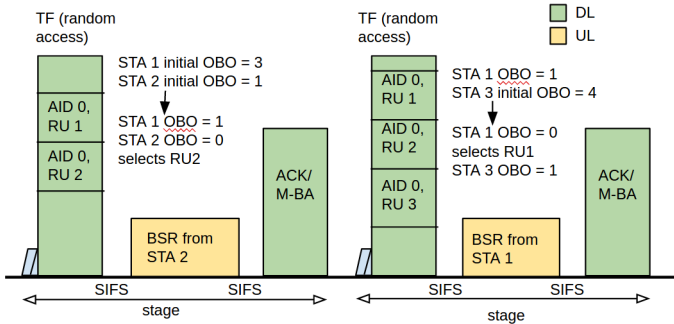 TF (random
access)
STA 1 initial OBO = 3
STA 2 initial OBO = 1
AID 0,
RU 1
STA 1 OBO = 1
STA 2 OBO = 0
selects RU2
AID 0,
RU 2
ACK/
M-BA
BSR from
STA 2
SIFS
SIFS
stage
TF (random
access)
DL
UL
STA 1 OBO = 1
STA 3 initial OBO = 4
AID 0,
RU 1
STA 1 OBO = 0
selects RU1
STA 3 OBO = 1
AID 0,
RU 2
AID 0,
RU 3
ACK/
M-BA
BSR from
STA 1
SIFS
SIFS
stage